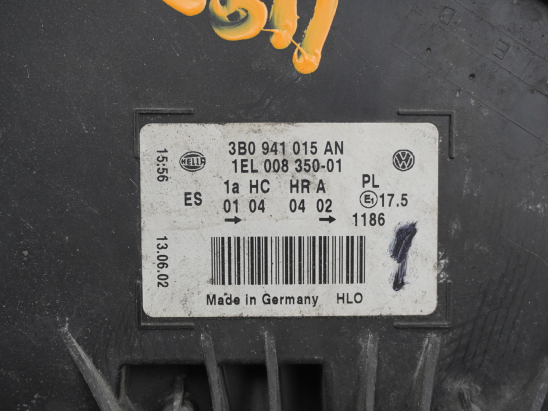 3B0 941 015 AN
HELLA 1EL 008 350-01
1a HC HR A PL
ES 01 04 04 02 E1 17.5
→ → 1186
15:56
13.06.02
Made in Germany HLO